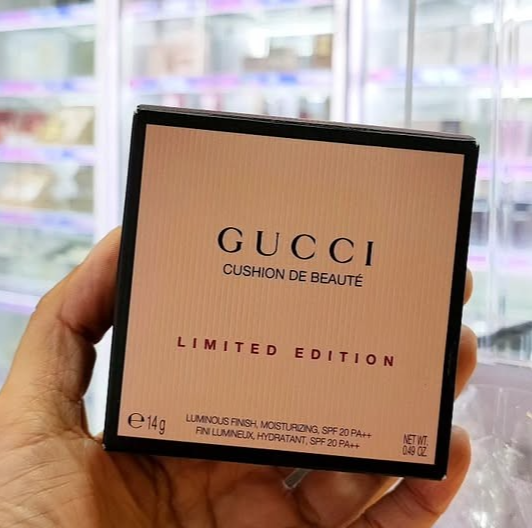 GUCCI
CUSHION DE BEAUTÉ
LIMITED EDITION
LUMINOUS FINISH, MOISTURIZING, SPF 20 PA++
FINI LUMINEUX, HYDRATANT, SPF 20 PA++
℮14g
NET WT.
0.49 OZ.